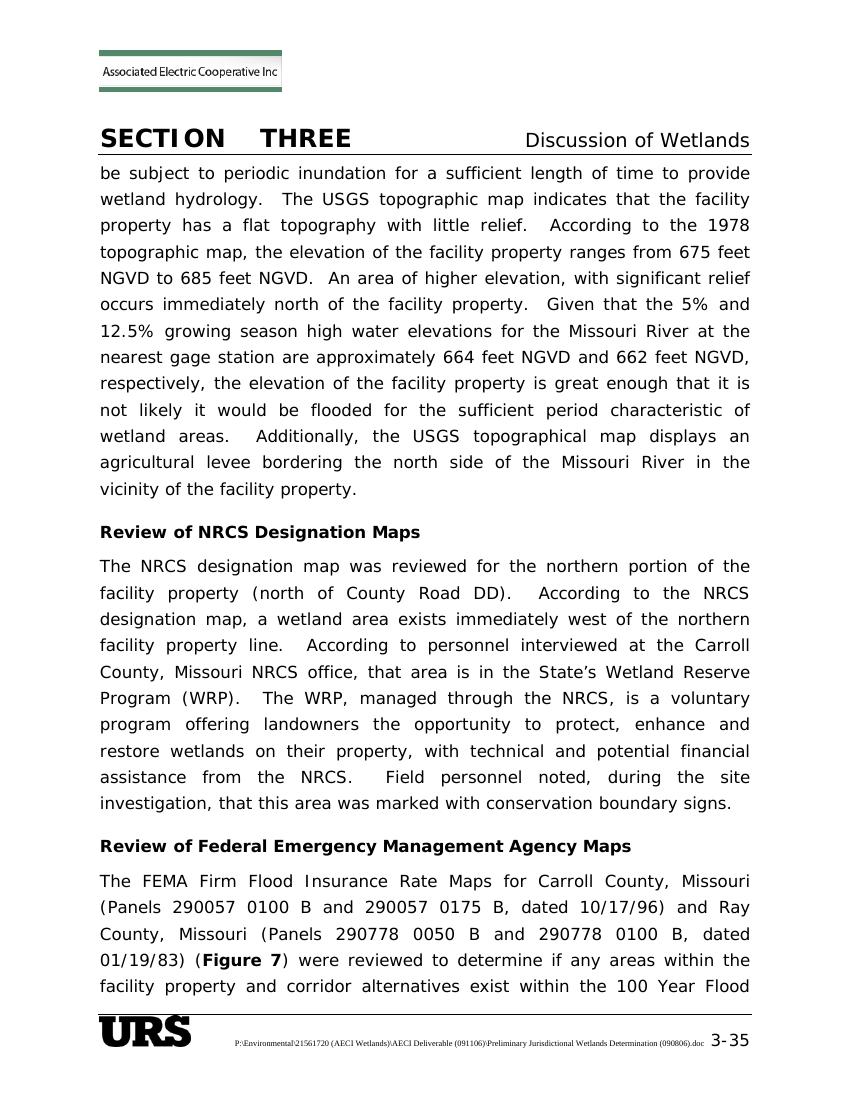 Associated Electric Cooperative Inc
SECTION THREE Discussion of Wetlands
be subject to periodic inundation for a sufficient length of time to provide
wetland hydrology. The USGS topographic map indicates that the facility
property has a flat topography with little relief. According to the 1978
topographic map, the elevation of the facility property ranges from 675 feet
NGVD to 685 feet NGVD. An area of higher elevation, with significant relief
occurs immediately north of the facility property. Given that the 5% and
12.5% growing season high water elevations for the Missouri River at the
nearest gage station are approximately 664 feet NGVD and 662 feet NGVD,
respectively, the elevation of the facility property is great enough that it is
not likely it would be flooded for the sufficient period characteristic of
wetland areas. Additionally, the USGS topographical map displays an
agricultural levee bordering the north side of the Missouri River in the
vicinity of the facility property.
Review of NRCS Designation Maps
The NRCS designation map was reviewed for the northern portion of the
facility property (north of County Road DD). According to the NRCS
designation map, a wetland area exists immediately west of the northern
facility property line. According to personnel interviewed at the Carroll
County, Missouri NRCS office, that area is in the State’s Wetland Reserve
Program (WRP). The WRP, managed through the NRCS, is a voluntary
program offering landowners the opportunity to protect, enhance and
restore wetlands on their property, with technical and potential financial
assistance from the NRCS. Field personnel noted, during the site
investigation, that this area was marked with conservation boundary signs.
Review of Federal Emergency Management Agency Maps
The FEMA Firm Flood Insurance Rate Maps for Carroll County, Missouri
(Panels 290057 0100 B and 290057 0175 B, dated 10/17/96) and Ray
County, Missouri (Panels 290778 0050 B and 290778 0100 B, dated
01/19/83) (Figure 7) were reviewed to determine if any areas within the
facility property and corridor alternatives exist within the 100 Year Flood
URS P:\Environmental\21561720 (AECI Wetlands)\AECI Deliverable (091106)\Preliminary Jurisdictional Wetlands Determination (090806).doc 3-35